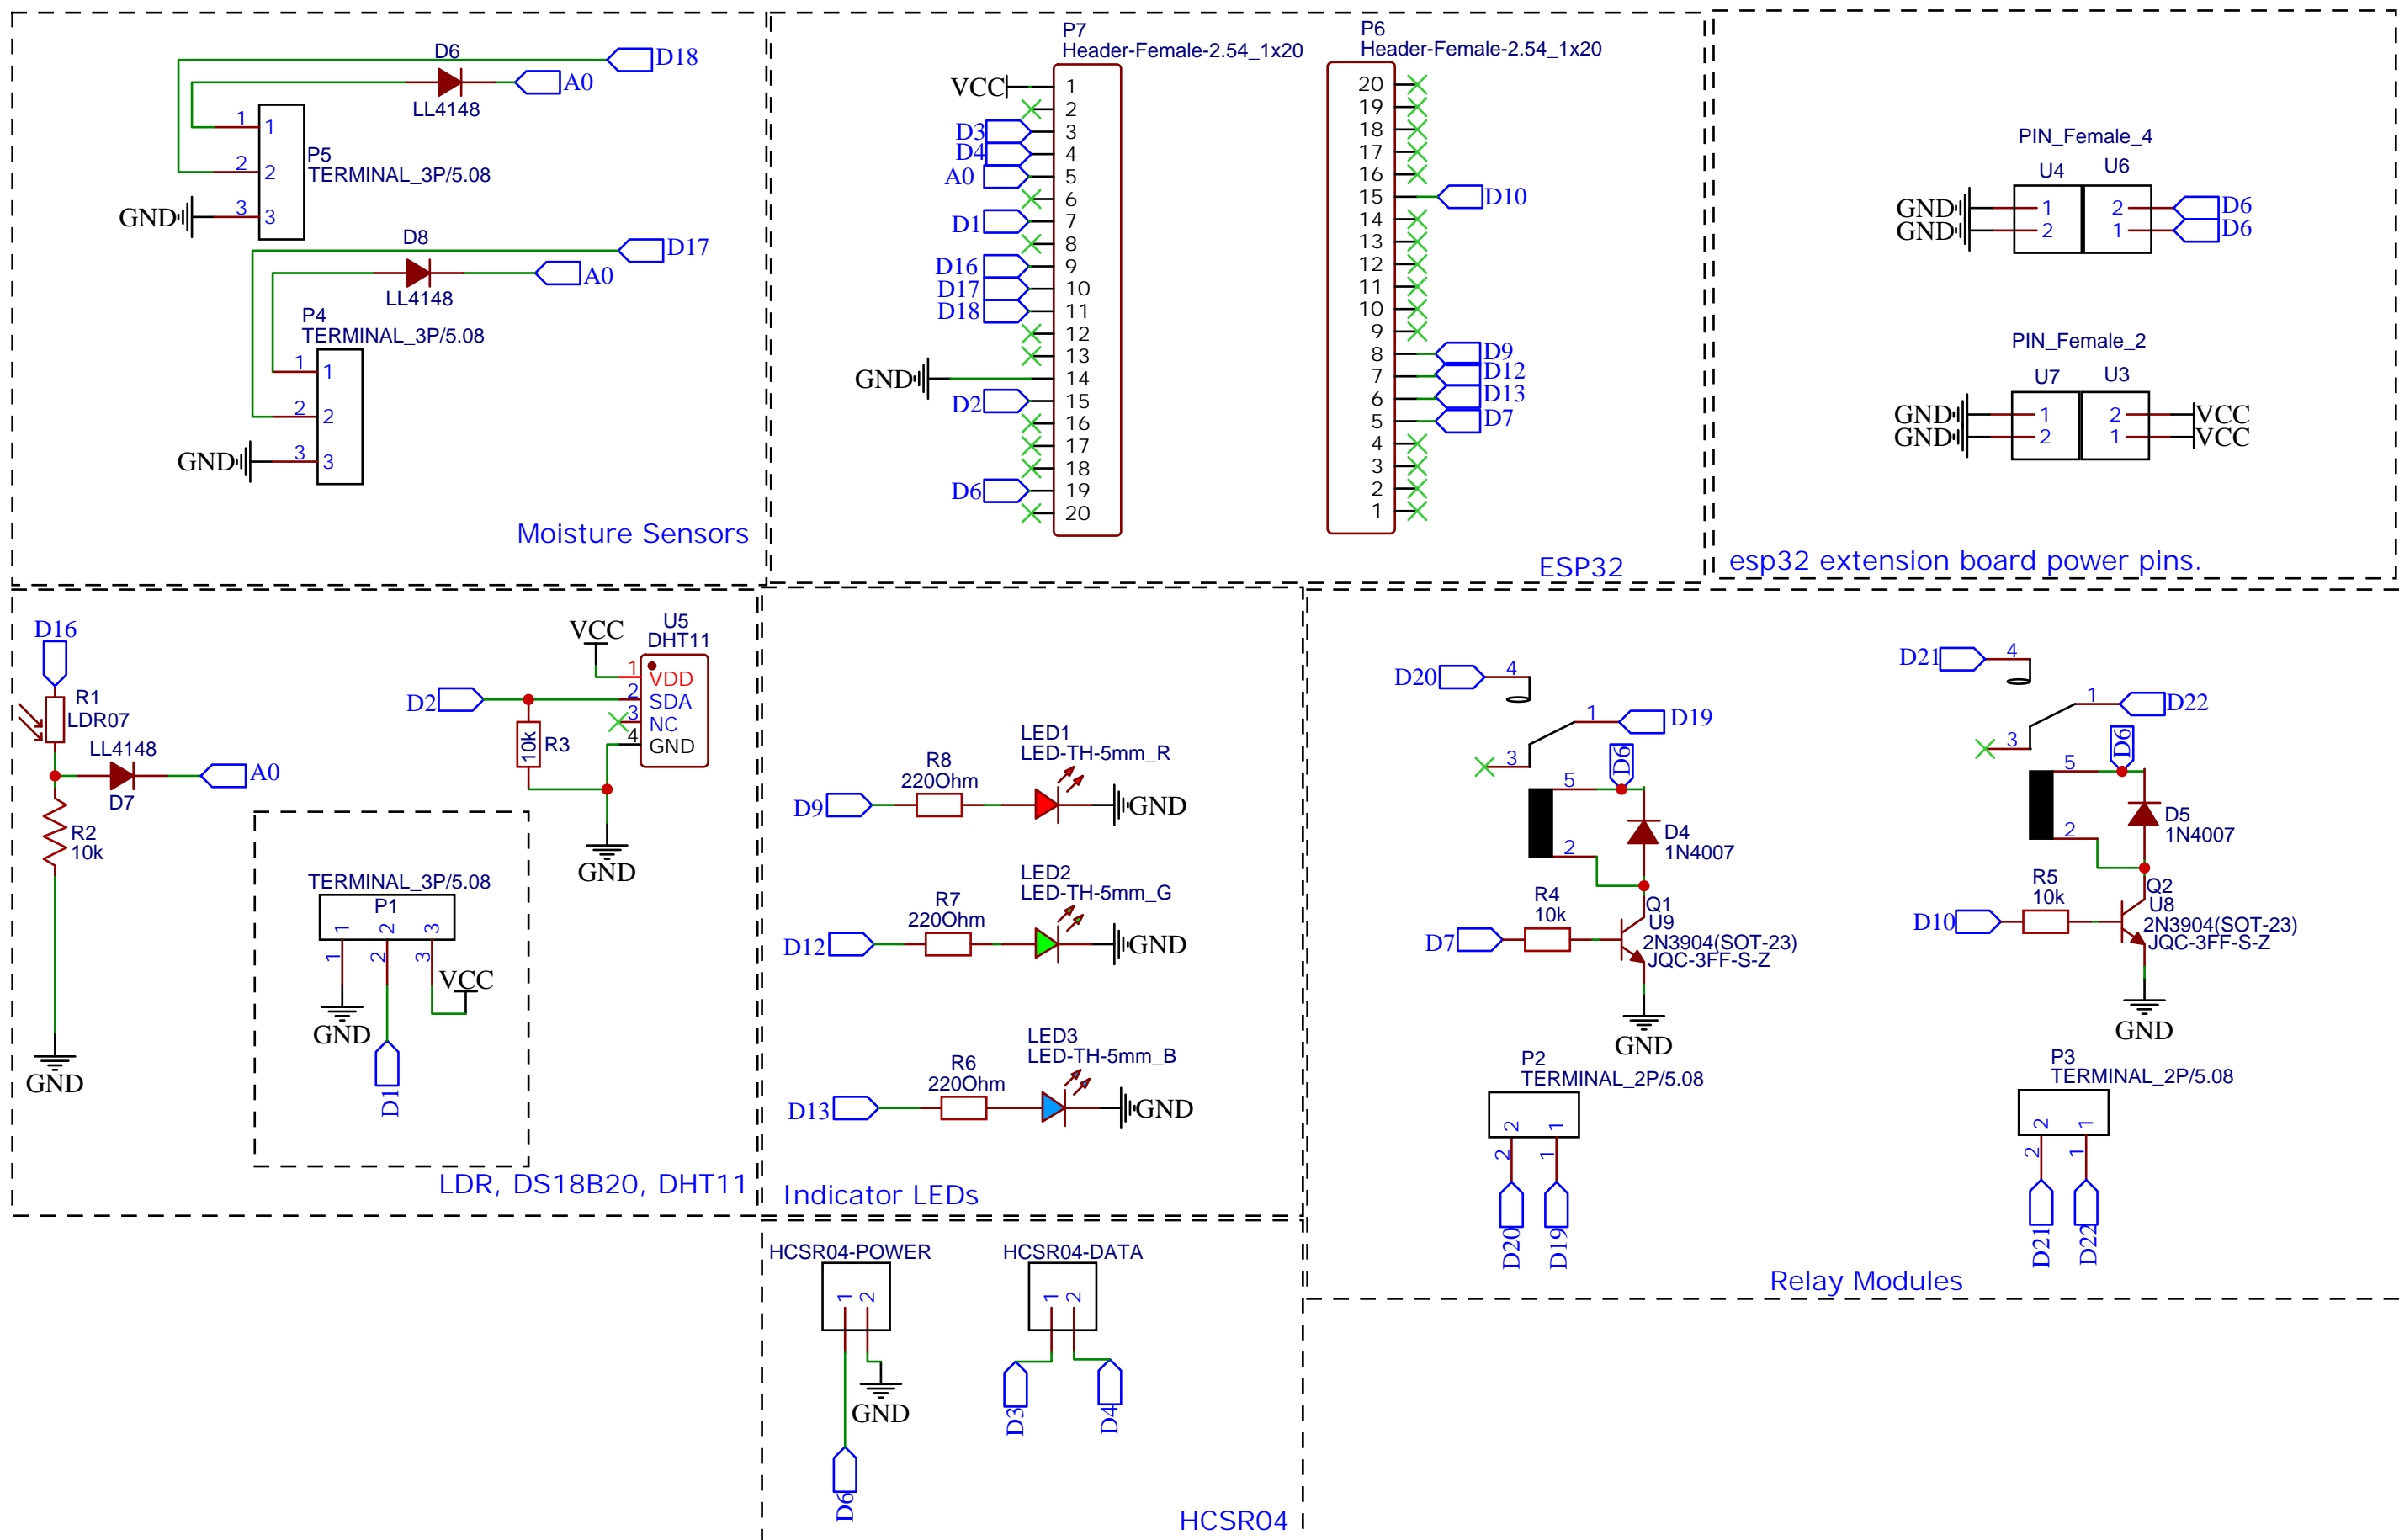 D6
D18
A0
LL4148
1
1
2
2
3
3
P5
TERMINAL_3P/5.08
GND
D8
D17
A0
LL4148
P4
TERMINAL_3P/5.08
1
1
2
2
3
3
GND
Moisture Sensors
P7
Header-Female-2.54_1x20
VCC 1
2
D3 3
D4 4
A0 5
6
D1 7
8
D16 9
D17 10
D18 11
12
13
GND 14
D2 15
16
17
18
D6 19
20
P6
Header-Female-2.54_1x20
20
19
18
17
16
15 D10
14
13
12
11
10
9
8 D9
7 D12
6 D13
5 D7
4
3
2
1
ESP32
PIN_Female_4
U4 U6
GND 1 2 D6
GND 2 1 D6
PIN_Female_2
U7 U3
GND 1 2 VCC
GND 2 1 VCC
esp32 extension board power pins.
D16
R1
LDR07
LL4148
A0
D7
R2
10k
GND
VCC
U5
DHT11
1 VDD
D2 2 SDA
3 NC
4 GND
10k R3
GND
TERMINAL_3P/5.08
P1
1 2 3
1 2 3
VCC
GND
D1
LDR, DS18B20, DHT11
LED1
LED-TH-5mm_R
R8
220Ohm
D9
GND
LED2
LED-TH-5mm_G
R7
220Ohm
D12
GND
LED3
LED-TH-5mm_B
R6
220Ohm
D13
GND
Indicator LEDs
HCSR04-POWER
1 2
GND
D6
HCSR04-DATA
1 2
D3 D4
HCSR04
D20 4
1 D19
3
D6
5
2
D4
1N4007
R4
10k
D7
Q1
U9
2N3904(SOT-23)
JQC-3FF-S-Z
GND
D21 4
1 D22
3
D6
5
2
D5
1N4007
R5
10k
D10
Q2
U8
2N3904(SOT-23)
JQC-3FF-S-Z
GND
P2
TERMINAL_2P/5.08
2 1
2 1
D20 D19
P3
TERMINAL_2P/5.08
2 1
2 1
D21 D22
Relay Modules